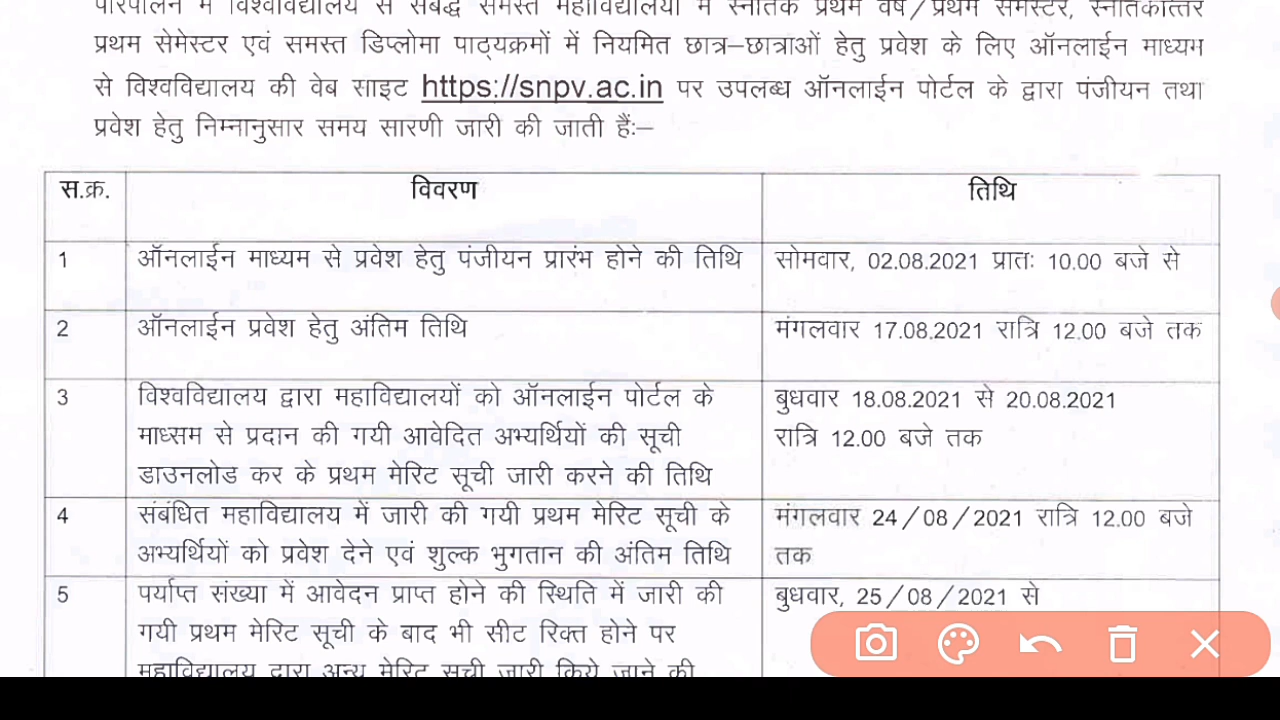 परिपालन में विश्वविद्यालय से संबद्ध समस्त महाविद्यालयों में स्नातक प्रथम वर्ष/प्रथम समेस्टर, स्नातकोत्तर
प्रथम सेमेस्टर एवं समस्त डिप्लोमा पाठ्यक्रमों में नियमित छात्र–छात्राओं हेतु प्रवेश के लिए ऑनलाईन माध्यम
से विश्वविद्यालय की वेब साइट https://snpv.ac.in पर उपलब्ध ऑनलाईन पोर्टल के द्वारा पंजीयन तथा
प्रवेश हेतु निम्नानुसार समय सारणी जारी की जाती हैं:–
स.क्र. विवरण तिथि
1 ऑनलाईन माध्यम से प्रवेश हेतु पंजीयन प्रारंभ होने की तिथि सोमवार, 02.08.2021 प्रातः 10.00 बजे से
2 ऑनलाईन प्रवेश हेतु अंतिम तिथि मंगलवार 17.08.2021 रात्रि 12.00 बजे तक
3 विश्वविद्यालय द्वारा महाविद्यालयों को ऑनलाईन पोर्टल के बुधवार 18.08.2021 से 20.08.2021
माध्सम से प्रदान की गयी आवेदित अभ्यर्थियों की सूची रात्रि 12.00 बजे तक
डाउनलोड कर के प्रथम मेरिट सूची जारी करने की तिथि
4 संबंधित महाविद्यालय में जारी की गयी प्रथम मेरिट सूची के मंगलवार 24/08/2021 रात्रि 12.00 बजे
अभ्यर्थियों को प्रवेश देने एवं शुल्क भुगतान की अंतिम तिथि तक
5 पर्याप्त संख्या में आवेदन प्राप्त होने की स्थिति में जारी की बुधवार, 25/08/2021 से
गयी प्रथम मेरिट सूची के बाद भी सीट रिक्त होने पर
महाविद्यालय द्वारा अन्य मेरिट सूची जारी किये जाने की